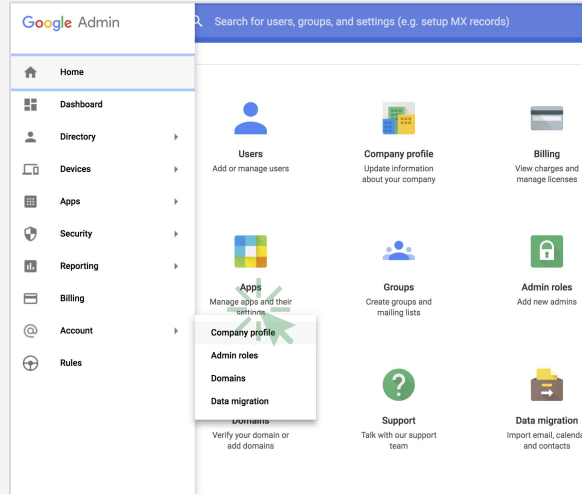 Google Admin
Search for users, groups, and settings (e.g. setup MX records)
Home
Dashboard
Directory
Devices
Apps
Security
Reporting
Billing
Account
Rules
Users
Add or manage users
Company profile
Update information
about your company
Billing
View charges and
manage licenses
Apps
Manage apps and their
settings
Groups
Create groups and
mailing lists
Admin roles
Add new admins
Company profile
Admin roles
Domains
Data migration
Domains
Verify your domain or
add domains
Support
Talk with our support
team
Data migration
Import email, calenda
and contacts